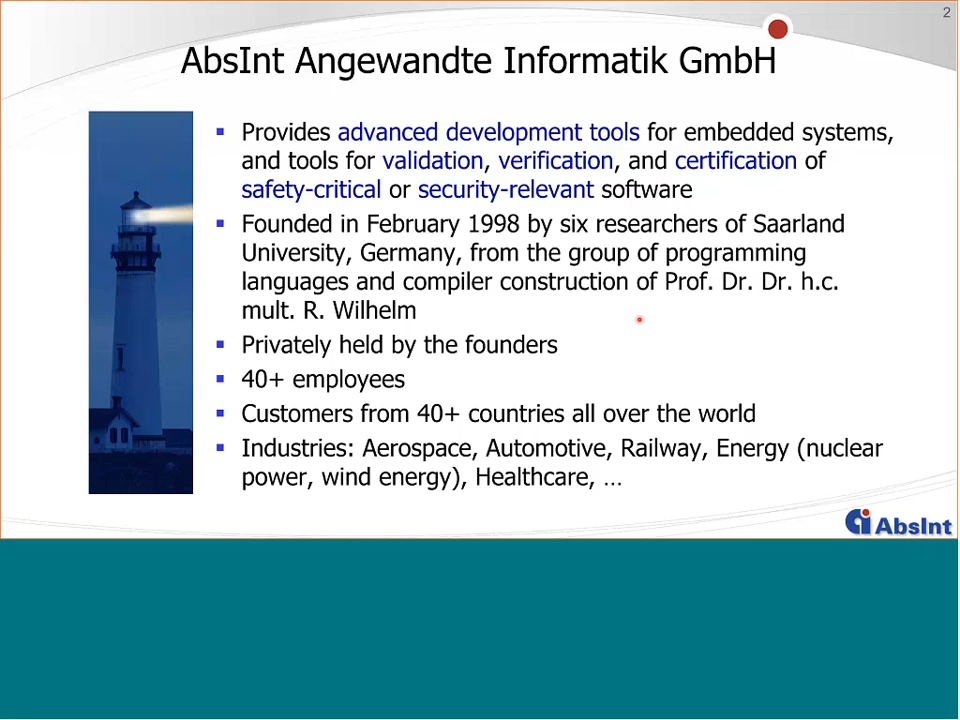 2
AbsInt Angewandte Informatik GmbH
▪ Provides advanced development tools for embedded systems,
and tools for validation, verification, and certification of
safety-critical or security-relevant software
▪ Founded in February 1998 by six researchers of Saarland
University, Germany, from the group of programming
languages and compiler construction of Prof. Dr. Dr. h.c.
mult. R. Wilhelm
▪ Privately held by the founders
▪ 40+ employees
▪ Customers from 40+ countries all over the world
▪ Industries: Aerospace, Automotive, Railway, Energy (nuclear
power, wind energy), Healthcare, …
AbsInt